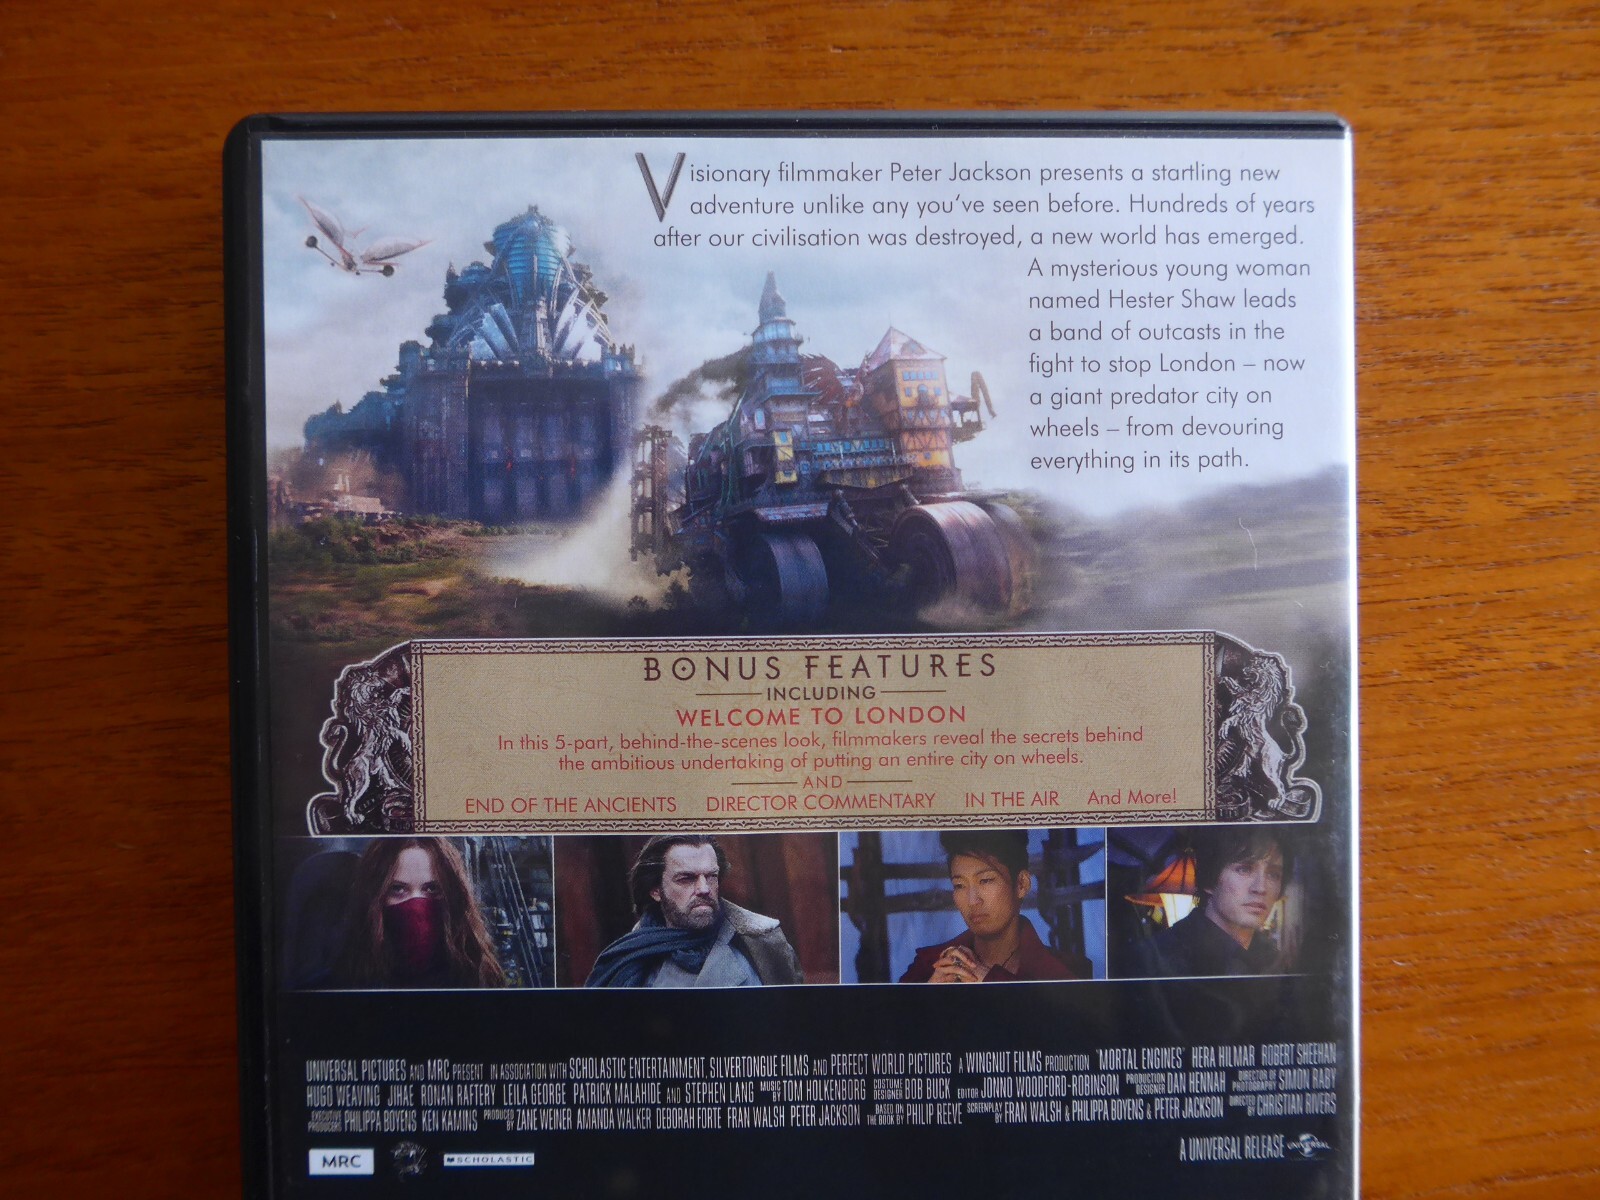 Visionary filmmaker Peter Jackson presents a startling new
adventure unlike any you've seen before. Hundreds of years
after our civilisation was destroyed, a new world has emerged.
A mysterious young woman
named Hester Shaw leads
a band of outcasts in the
fight to stop London – now
a giant predator city on
wheels – from devouring
everything in its path.
BONUS FEATURES
INCLUDING
WELCOME TO LONDON
In this 5-part, behind-the-scenes look, filmmakers reveal the secrets behind
the ambitious undertaking of putting an entire city on wheels.
AND
END OF THE ANCIENTS DIRECTOR COMMENTARY IN THE AIR And More!
UNIVERSAL PICTURES AND MRC PRESENT IN ASSOCIATION WITH SCHOLASTIC ENTERTAINMENT, SILVERTONGUE FILMS AND PERFECT WORLD PICTURES A WINGNUT FILMS PRODUCTION "MORTAL ENGINES" HERA HILMAR ROBERT SHEEHAN
HUGO WEAVING JIHAE RONAN RAFTERY LEILA GEORGE PATRICK MALAHIDE AND STEPHEN LANG MUSIC BY TOM HOLKENBORG COSTUME DESIGNER BOB BUCK EDITOR JONNO WOODFORD-ROBINSON PRODUCTION DESIGNER DAN HENNAH DIRECTOR OF PHOTOGRAPHY SIMON RABY
EXECUTIVE PRODUCERS PHILIPPA BOYENS KEN KAMINS PRODUCED BY ZANE WEINER AMANDA WALKER DEBORAH FORTE FRAN WALSH PETER JACKSON BASED ON THE BOOK BY PHILIP REEVE SCREENPLAY BY FRAN WALSH & PHILIPPA BOYENS & PETER JACKSON DIRECTED BY CHRISTIAN RIVERS
A UNIVERSAL RELEASE UNIVERSAL
MRC SCHOLASTIC